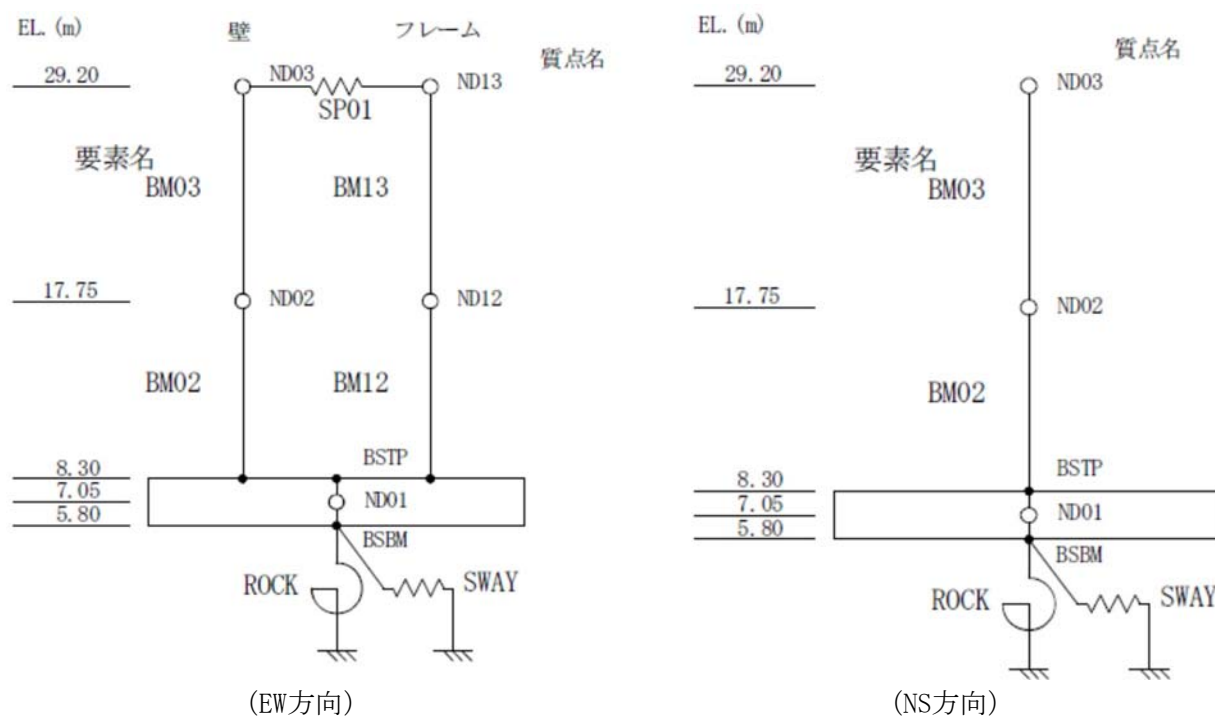 EL.(m)
壁
フレーム
質点名
29.20
ND03
ND13
SP01
要素名
BM03
BM13
17.75
ND02
ND12
BM02
BM12
8.30
BSTP
7.05
ND01
5.80
BSBM
ROCK
SWAY
(EW方向)
EL.(m)
質点名
29.20
ND03
要素名
BM03
17.75
ND02
BM02
8.30
BSTP
7.05
ND01
5.80
BSBM
ROCK
SWAY
(NS方向)